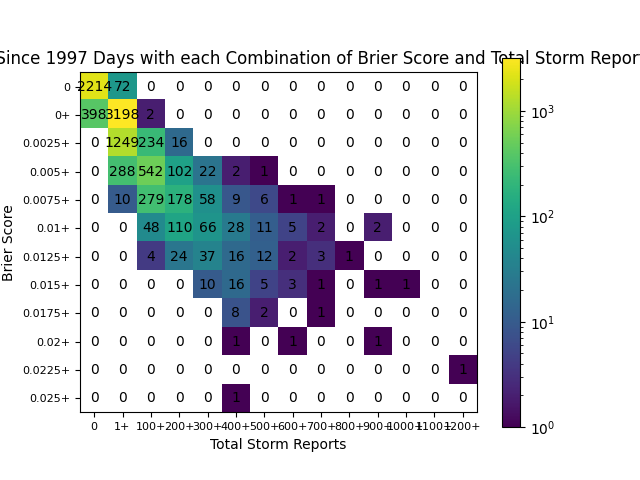 Since 1997 Days with each Combination of Brier Score and Total Storm Report
0 2214 72 0 0 0 0 0 0 0 0 0 0 0 0
0+ 398 3198 2 0 0 0 0 0 0 0 0 0 0 0
0.0025+ 0 1249 234 16 0 0 0 0 0 0 0 0 0 0
0.005+ 0 288 542 102 22 2 1 0 0 0 0 0 0 0
0.0075+ 0 10 279 178 58 9 6 1 1 0 0 0 0 0
0.01+ 0 0 48 110 66 28 11 5 2 0 2 0 0 0
0.0125+ 0 0 4 24 37 16 12 2 3 1 0 0 0 0
0.015+ 0 0 0 0 10 16 5 3 1 0 1 1 0 0
0.0175+ 0 0 0 0 0 8 2 0 1 0 0 0 0 0
0.02+ 0 0 0 0 0 1 0 1 0 0 1 0 0 0
0.0225+ 0 0 0 0 0 0 0 0 0 0 0 0 0 1
0.025+ 0 0 0 0 0 1 0 0 0 0 0 0 0 0
0 1+ 100+ 200+ 300+ 400+ 500+ 600+ 700+ 800+ 900+ 1000+ 1100+ 1200+
Total Storm Reports
Brier Score
10³
10²
10¹
10⁰